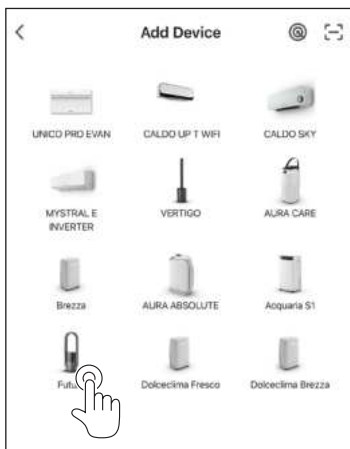 Add Device
UNICO PRO EVAN
CALDO UP T WIFI
CALDO SKY
MYSTRAL E
INVERTER
VERTIGO
AURA CARE
Brezza
AURA ABSOLUTE
Acquaria S1
Dolceclima Fresco
Dolceclima Brezza